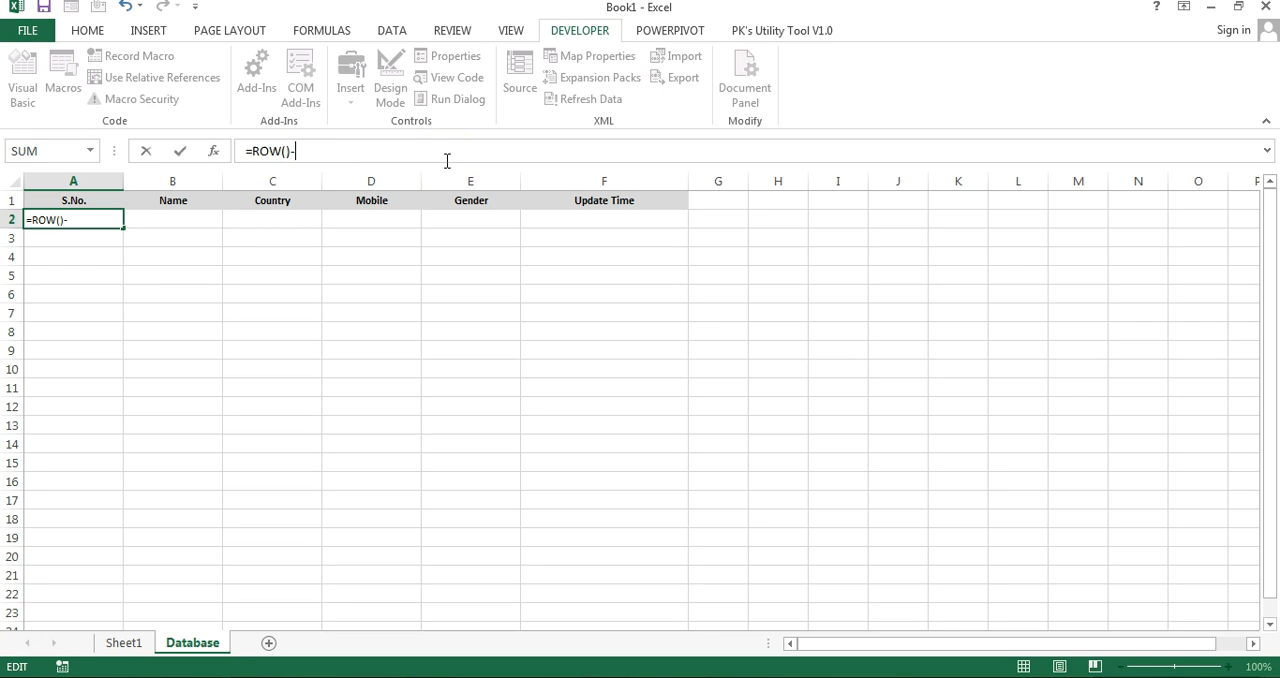 Book1 - Excel
?
FILE HOME INSERT PAGE LAYOUT FORMULAS DATA REVIEW VIEW DEVELOPER POWERPIVOT PK's Utility Tool V1.0 Sign in
Visual Basic
Macros
Record Macro
Use Relative References
Macro Security
Code
Add-Ins
COM Add-Ins
Add-Ins
Insert
Design Mode
Properties
View Code
Run Dialog
Controls
Source
Map Properties
Expansion Packs
Refresh Data
Import
Export
XML
Document Panel
Modify
SUM fx =ROW()-
A B C D E F G H I J K L M N O P
1 S.No. Name Country Mobile Gender Update Time
2 =ROW()-
3
4
5
6
7
8
9
10
11
12
13
14
15
16
17
18
19
20
21
22
23
Sheet1 Database
EDIT 100%